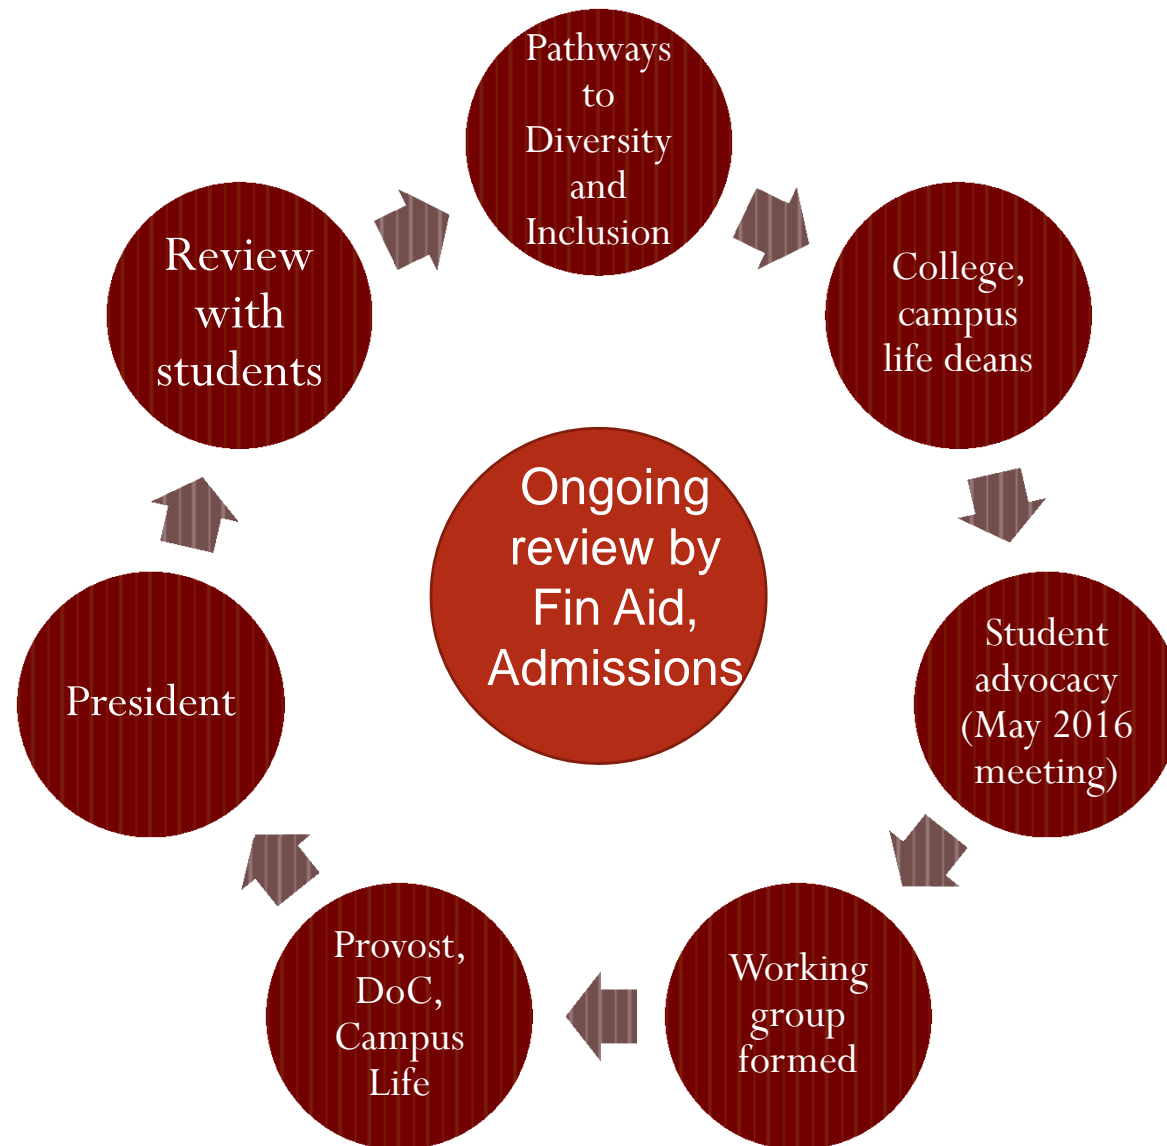 Pathways
to
Diversity
and
Inclusion
College,
campus
life deans
Student
advocacy
(May 2016
meeting)
Working
group
formed
Provost,
DoC,
Campus
Life
President
Review
with
students
Ongoing
review by
Fin Aid,
Admissions